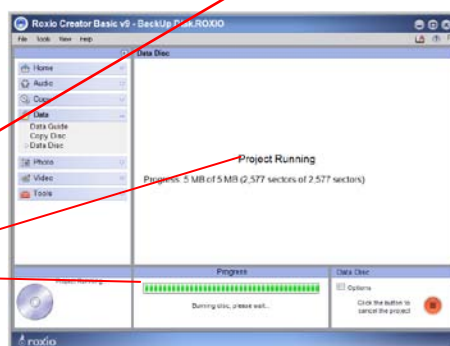 Roxio Creator Basic v9 - BackUp Disk.ROXIO
File Tools View Help
Data Disc
Home
Audio
Copy
Data
Data Guide
Copy Disc
Data Disc
Photo
Video
Tools
Project Running
Progress: 5 MB of 5 MB (2,577 sectors of 2,577 sectors)
Project Running
Progress
Burning disc, please wait...
Data Disc
Options
Click the button to
cancel the project
roxio